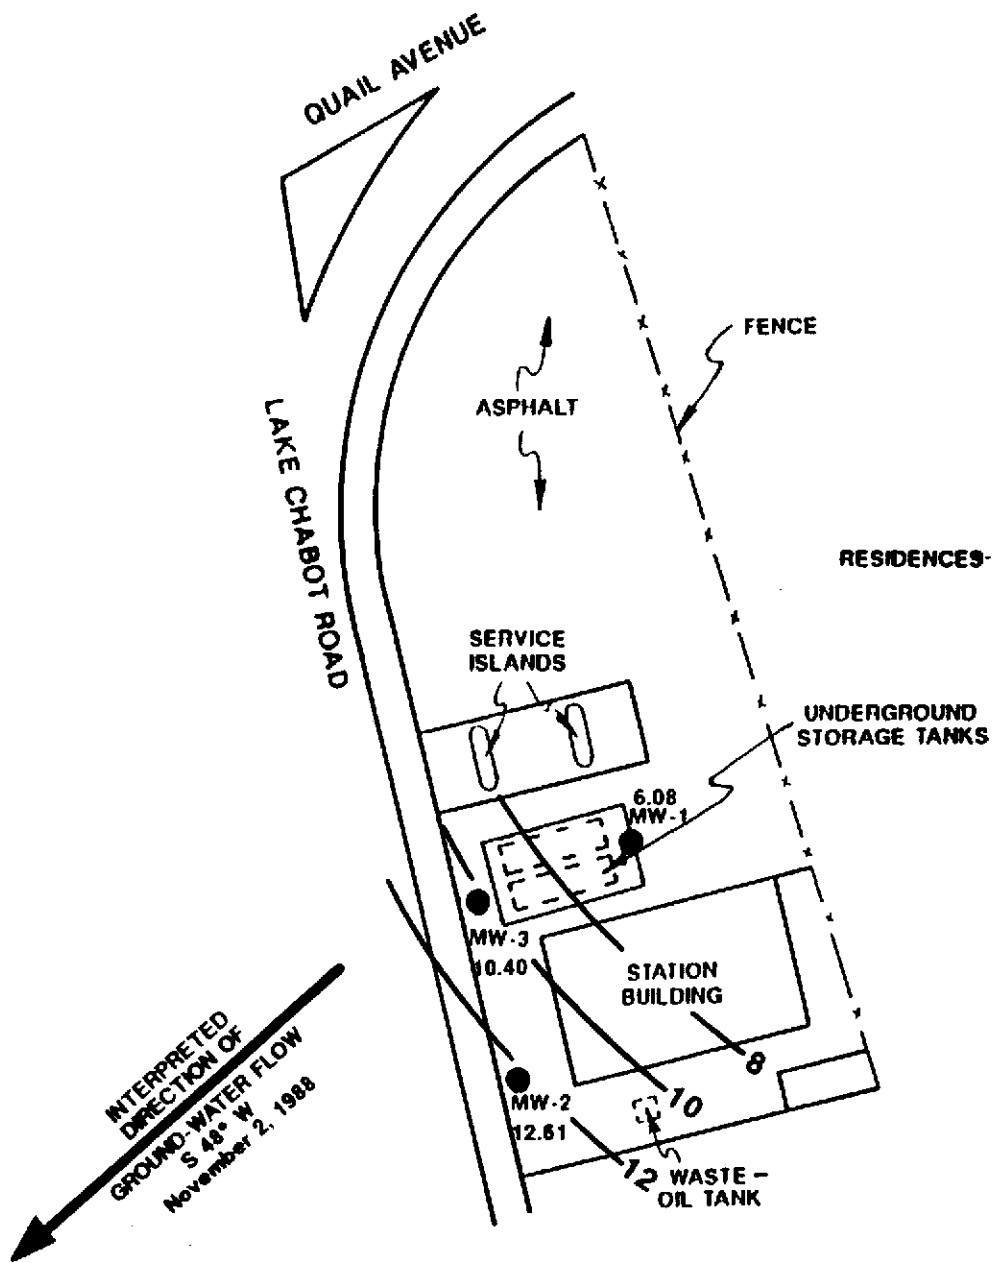 QUAIL AVENUE
FENCE
ASPHALT
LAKE CHABOT ROAD
RESIDENCES-
SERVICE
ISLANDS
UNDERGROUND
STORAGE TANKS
6.08
MW-1
MW-3
10.40
STATION
BUILDING
8
10
MW-2
12.61
12
WASTE-
OIL TANK
INTERPRETED
DIRECTION OF
GROUND-WATER FLOW
S 48° W
November 2, 1988